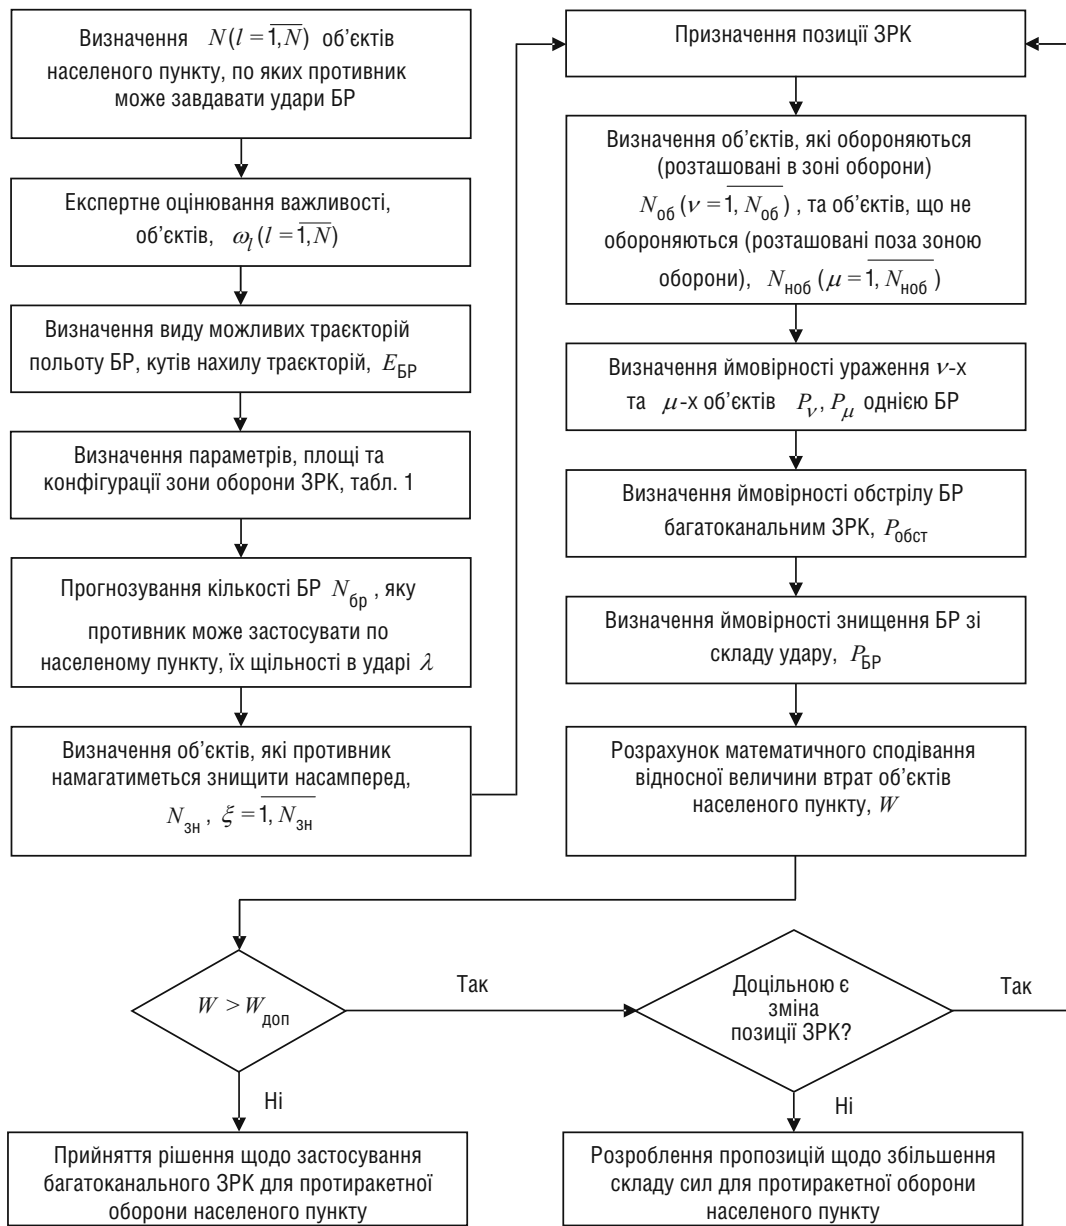 Визначення N(l = 1, N) об’єктів
населеного пункту, по яких противник
може завдавати удари БР
Експертне оцінювання важливості,
об’єктів, ω_l (l = 1, N)
Визначення виду можливих траєкторій
польоту БР, кутів нахилу траєкторій, E_БР
Визначення параметрів, площі та
конфігурації зони оборони ЗРК, табл. 1
Прогнозування кількості БР N_бр , яку
противник може застосувати по
населеному пункту, їх щільності в ударі λ
Визначення об’єктів, які противник
намагатиметься знищити насамперед,
N_зн , ξ = 1, N_зн
Призначення позиції ЗРК
Визначення об’єктів, які обороняються
(розташовані в зоні оборони)
N_об (ν = 1, N_об) , та об’єктів, що не
обороняються (розташовані поза зоною
оборони), N_ноб (μ = 1, N_ноб)
Визначення ймовірності ураження ν-х
та μ-х об’єктів P_ν, P_μ однією БР
Визначення ймовірності обстрілу БР
багатоканальним ЗРК, P_обст
Визначення ймовірності знищення БР зі
складу удару, P_БР
Розрахунок математичного сподівання
відносної величини втрат об’єктів
населеного пункту, W
W > W_доп
Так
Доцільною є
зміна
позиції ЗРК?
Так
Ні
Ні
Прийняття рішення щодо застосування
багатоканального ЗРК для протиракетної
оборони населеного пункту
Розроблення пропозицій щодо збільшення
складу сил для протиракетної оборони
населеного пункту